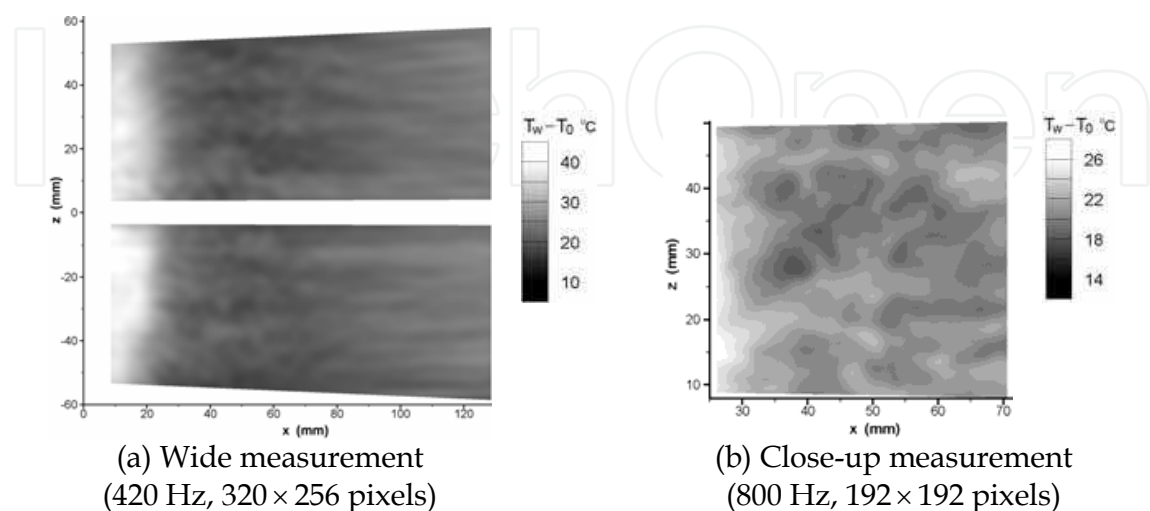 InTechOpen
60
40
20
0
-20
-40
-60
z (mm)
0 20 40 60 80 100 120
x (mm)
Tw–T0 °C
40
30
20
10
(a) Wide measurement
(420 Hz, 320 × 256 pixels)
40
30
20
10
z (mm)
30 40 50 60 70
x (mm)
Tw–T0 °C
26
22
18
14
(b) Close-up measurement
(800 Hz, 192 × 192 pixels)